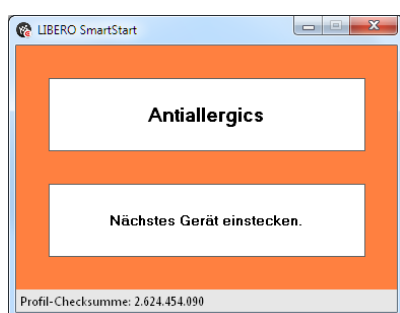 LIBERO SmartStart
Antiallergics
Nächstes Gerät einstecken.
Profil-Checksumme: 2.624.454.090